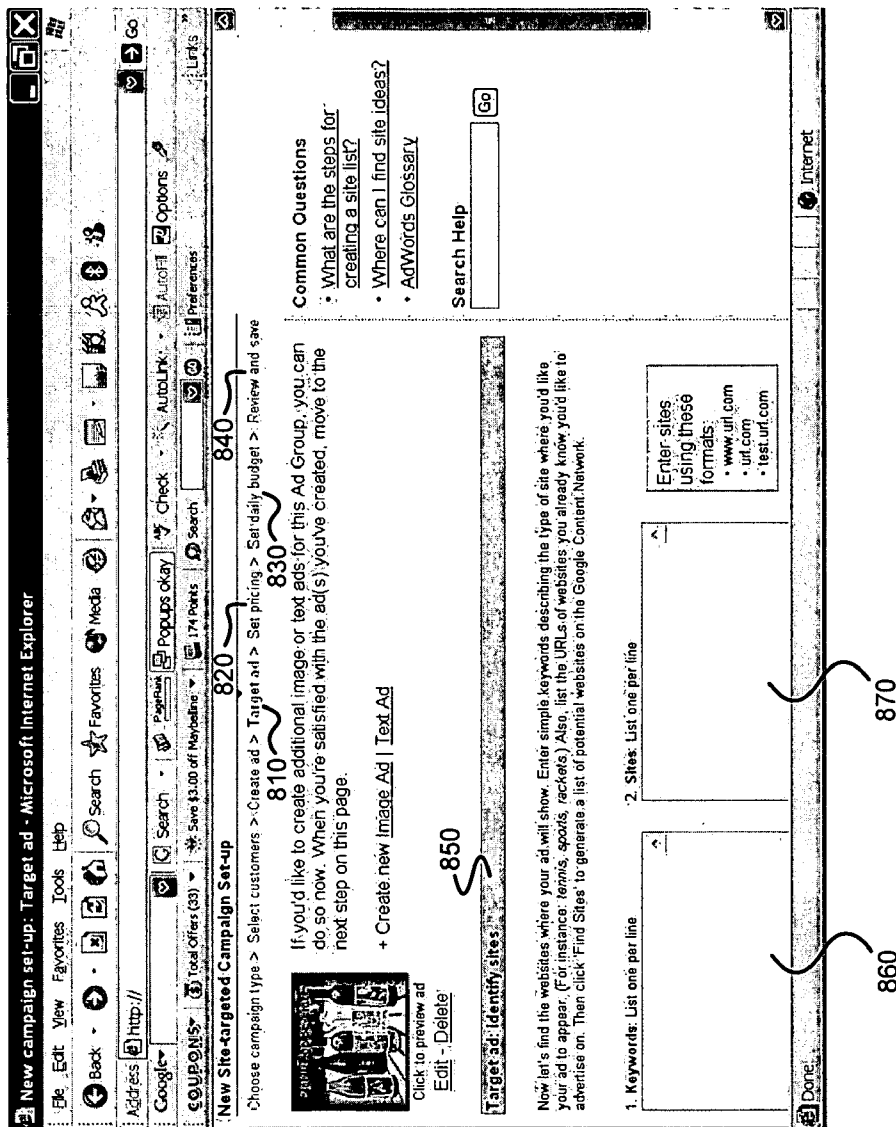 New campaign set-up: Target ad - Microsoft Internet Explorer
File Edit View Favorites Tools Help
Back Search Favorites Media
Address http:// Go
Google Search PageRank Popups okay ABC Check AutoLink AutoFill Options
COUPONS Total Offers (33) Save $3.00 off Maybelline 174 Points Search GO Preferences Links »
New Site-targeted Campaign Set-up
820
840
Choose campaign type > Select customers > Create ad > Target ad > Set pricing > Set daily budget > Review and save
810
830
Click to preview ad
Edit - Delete
If you'd like to create additional image or text ads for this Ad Group, you can
do so now. When you're satisfied with the ad(s) you've created, move to the
next step on this page.
+ Create new Image Ad | Text Ad
Common Questions
• What are the steps for
creating a site list?
• Where can I find site ideas?
• AdWords Glossary
Search Help
Go
850
Target ad: Identify sites
Now let's find the websites where your ad will show. Enter simple keywords describing the type of site where you'd like
your ad to appear. (For instance: tennis, sports, rackets.) Also, list the URLs of websites you already know you'd like to
advertise on. Then click 'Find Sites' to generate a list of potential websites on the Google Content Network.
1. Keywords: List one per line
2. Sites: List one per line
Enter sites
using these
formats:
• www.url.com
• url.com
• test.url.com
Done
Internet
860
870